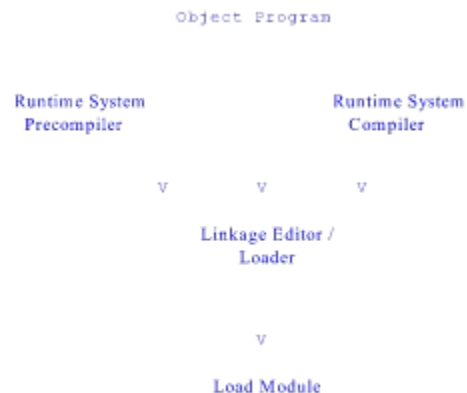 Object Program
Runtime System Runtime System
Precompiler Compiler
V V V
Linkage Editor /
Loader
V
Load Module